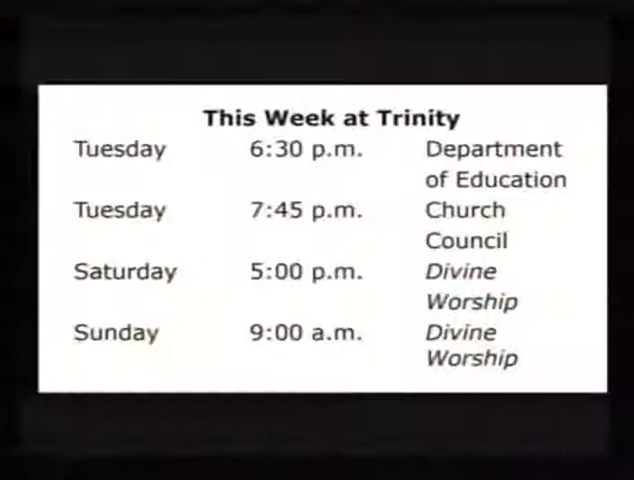 This Week at Trinity
Tuesday 6:30 p.m. Department
of Education
Tuesday 7:45 p.m. Church
Council
Saturday 5:00 p.m. Divine
Worship
Sunday 9:00 a.m. Divine
Worship